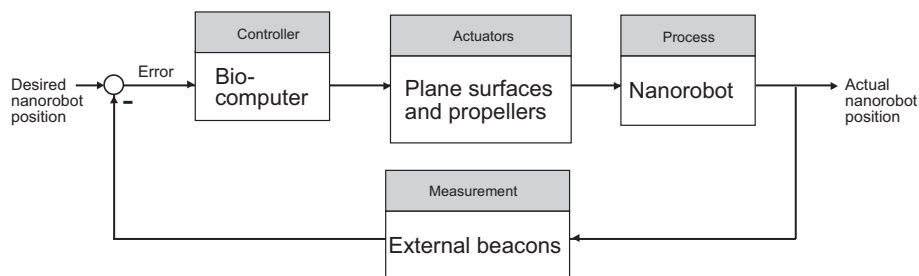 Controller
Actuators
Process
Desired
nanorobot
position
Error
-
Bio-
computer
Plane surfaces
and propellers
Nanorobot
Actual
nanorobot
position
Measurement
External beacons